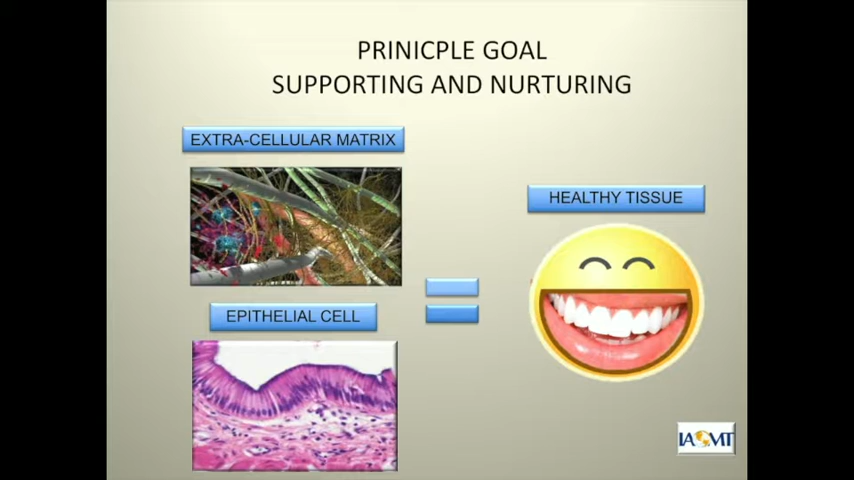 PRINICPLE GOAL
SUPPORTING AND NURTURING
EXTRA-CELLULAR MATRIX
HEALTHY TISSUE
EPITHELIAL CELL
IAOMT